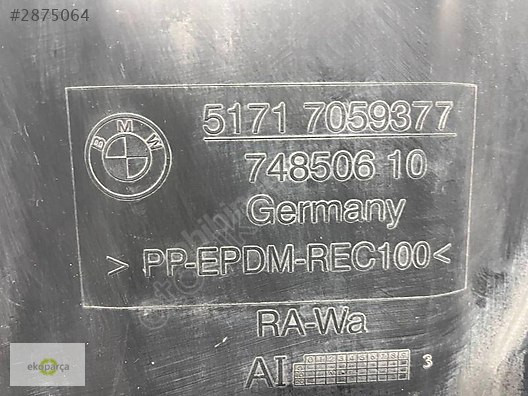 #2875064
BMW
5171 7059377
748506 10
Germany
> PP-EPDM-REC100<
RA-Wa
AI 3
ekoparça